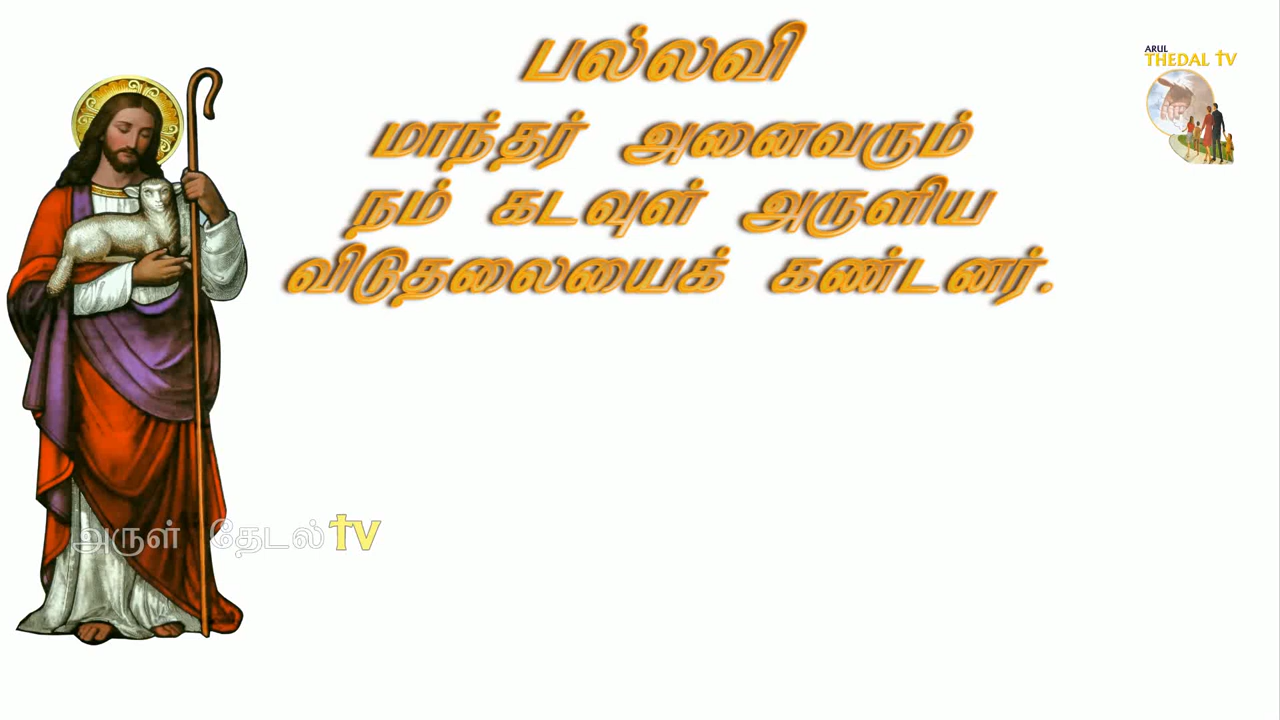 பல்லவி
மாந்தர் அனைவரும்
நம் கடவுள் அருளிய
விடுதலையைக் கண்டனர்.
ARUL
THEDAL TV
அருள் தேடல் TV